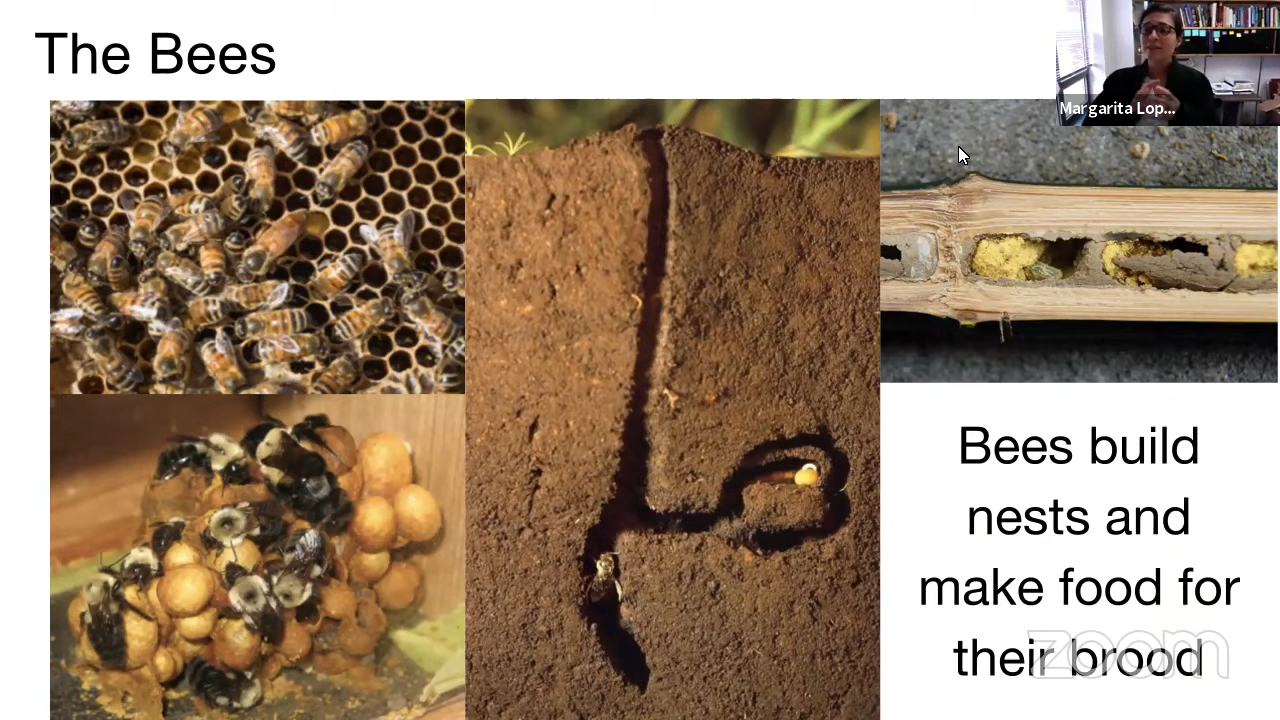 The Bees
Margarita Lop...
Bees build
nests and
make food for
their brood
zoom